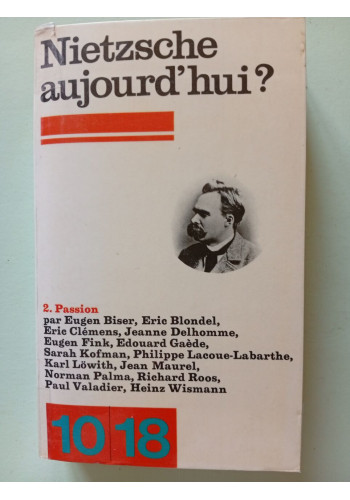 Nietzsche
aujourd'hui?
2. Passion
par Eugen Biser, Eric Blondel,
Eric Clémens, Jeanne Delhomme,
Eugen Fink, Edouard Gaède,
Sarah Kofman, Philippe Lacoue-Labarthe,
Karl Löwith, Jean Maurel,
Norman Palma, Richard Roos,
Paul Valadier, Heinz Wismann
10 18